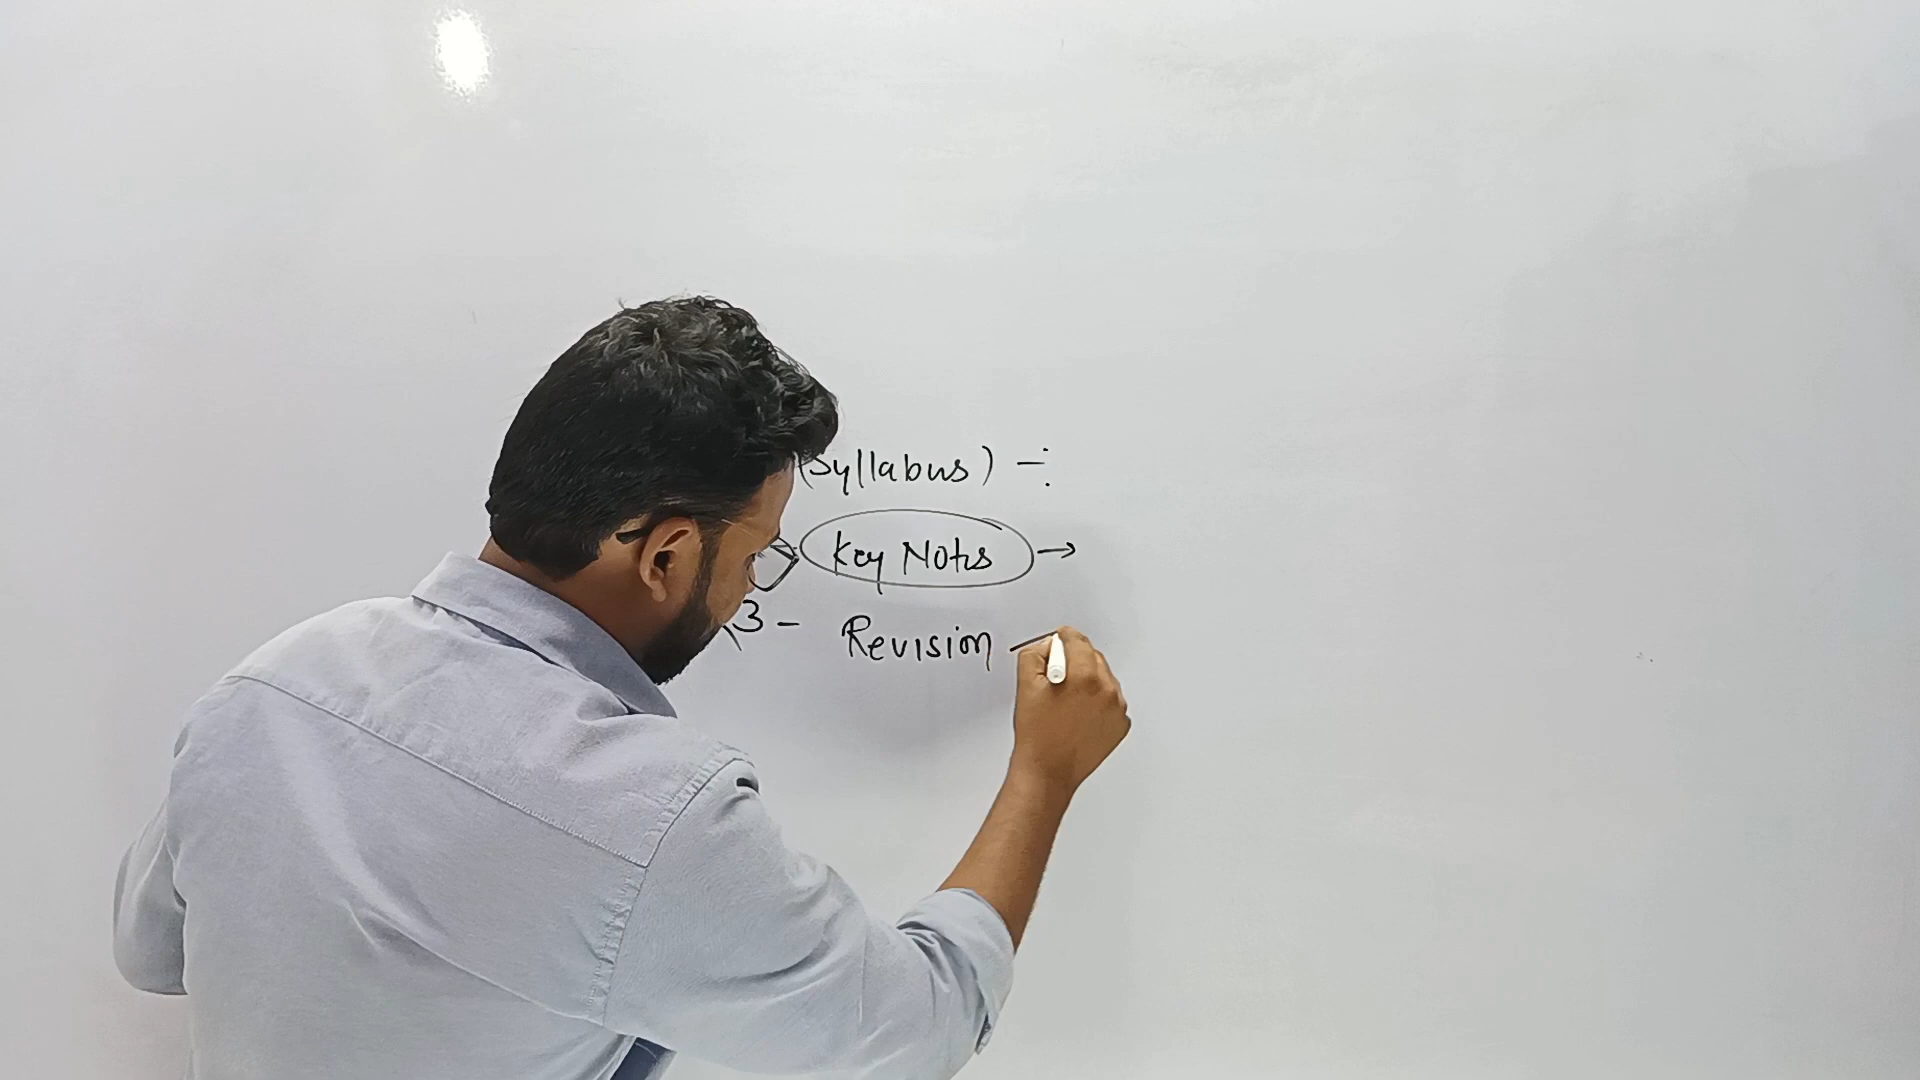 (Syllabus) -:
Key Notes →
3 - Revision -